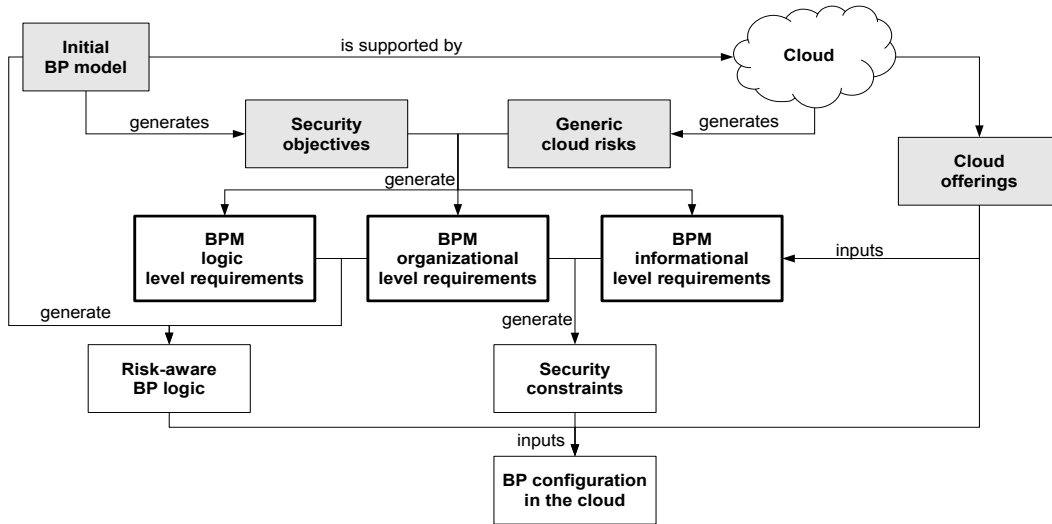 Initial
BP model
is supported by
Cloud
generates
Security
objectives
Generic
cloud risks
generates
Cloud
offerings
generate
BPM
logic
level requirements
BPM
organizational
level requirements
BPM
informational
level requirements
inputs
generate
generate
Risk-aware
BP logic
Security
constraints
inputs
BP configuration
in the cloud